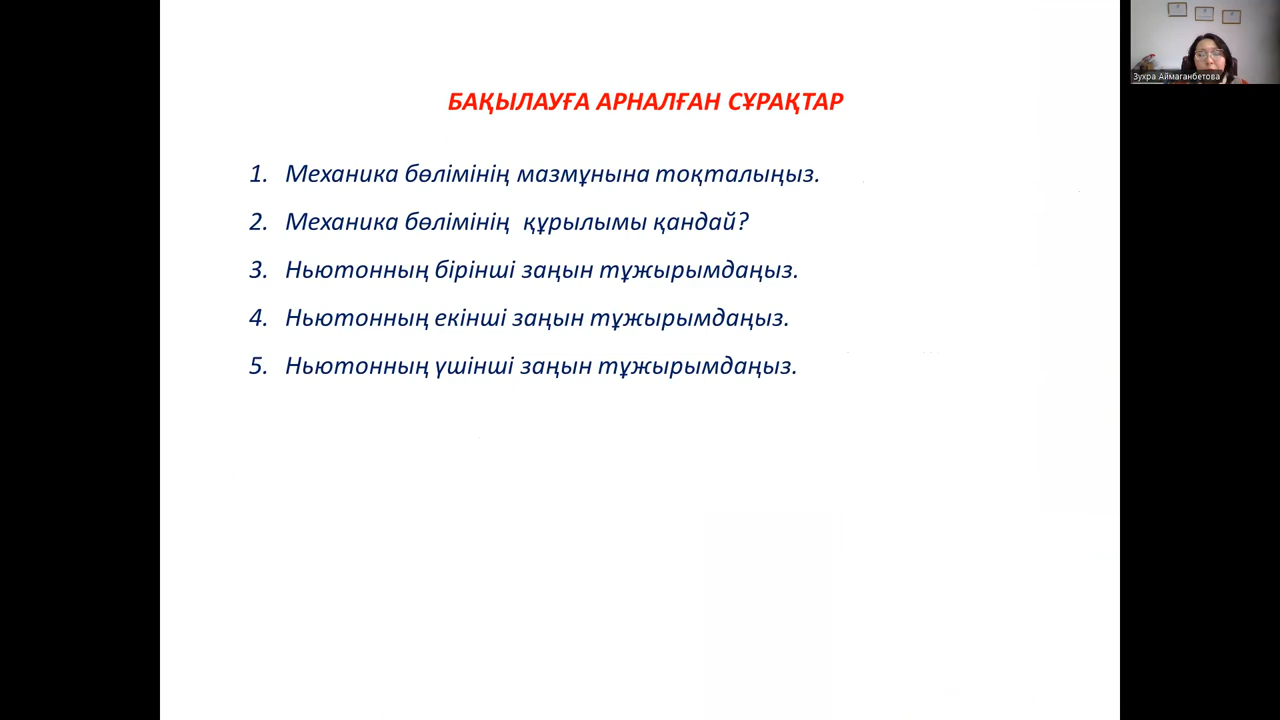 БАҚЫЛАУҒА АРНАЛҒАН СҰРАҚТАР
1. Механика бөлімінің мазмұнына тоқталыңыз.
2. Механика бөлімінің құрылымы қандай?
3. Ньютонның бірінші заңын тұжырымдаңыз.
4. Ньютонның екінші заңын тұжырымдаңыз.
5. Ньютонның үшінші заңын тұжырымдаңыз.
Зухра Аймаганбетова